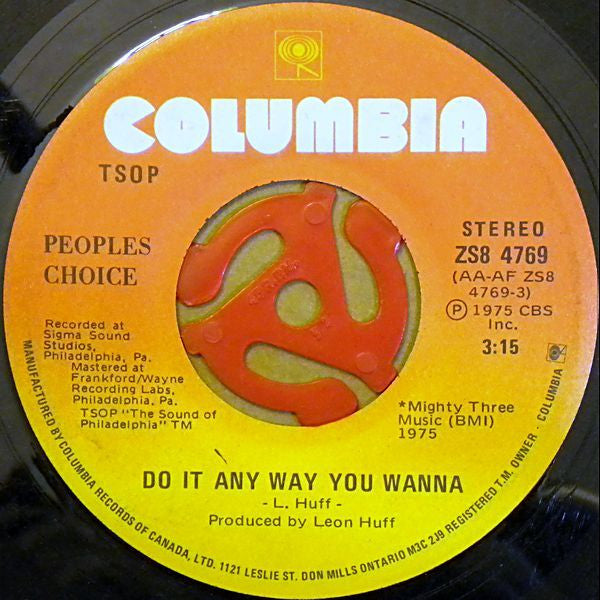 COLUMBIA
TSOP
PEOPLES
CHOICE
STEREO
ZS8 4769
(AA-AF ZS8
4769-3)
Ⓟ 1975 CBS
Inc.
3:15
Recorded at
Sigma Sound
Studios,
Philadelphia, Pa.
Mastered at
Frankford/Wayne
Recording Labs,
Philadelphia, Pa.
TSOP "The Sound of
Philadelphia" TM
*Mighty Three
Music (BMI)
1975
DO IT ANY WAY YOU WANNA
- L. Huff -
Produced by Leon Huff
MANUFACTURED BY COLUMBIA RECORDS OF CANADA, LTD. 1121 LESLIE ST. DON MILLS ONTARIO M3C 2J9 REGISTERED T.M. OWNER · COLUMBIA